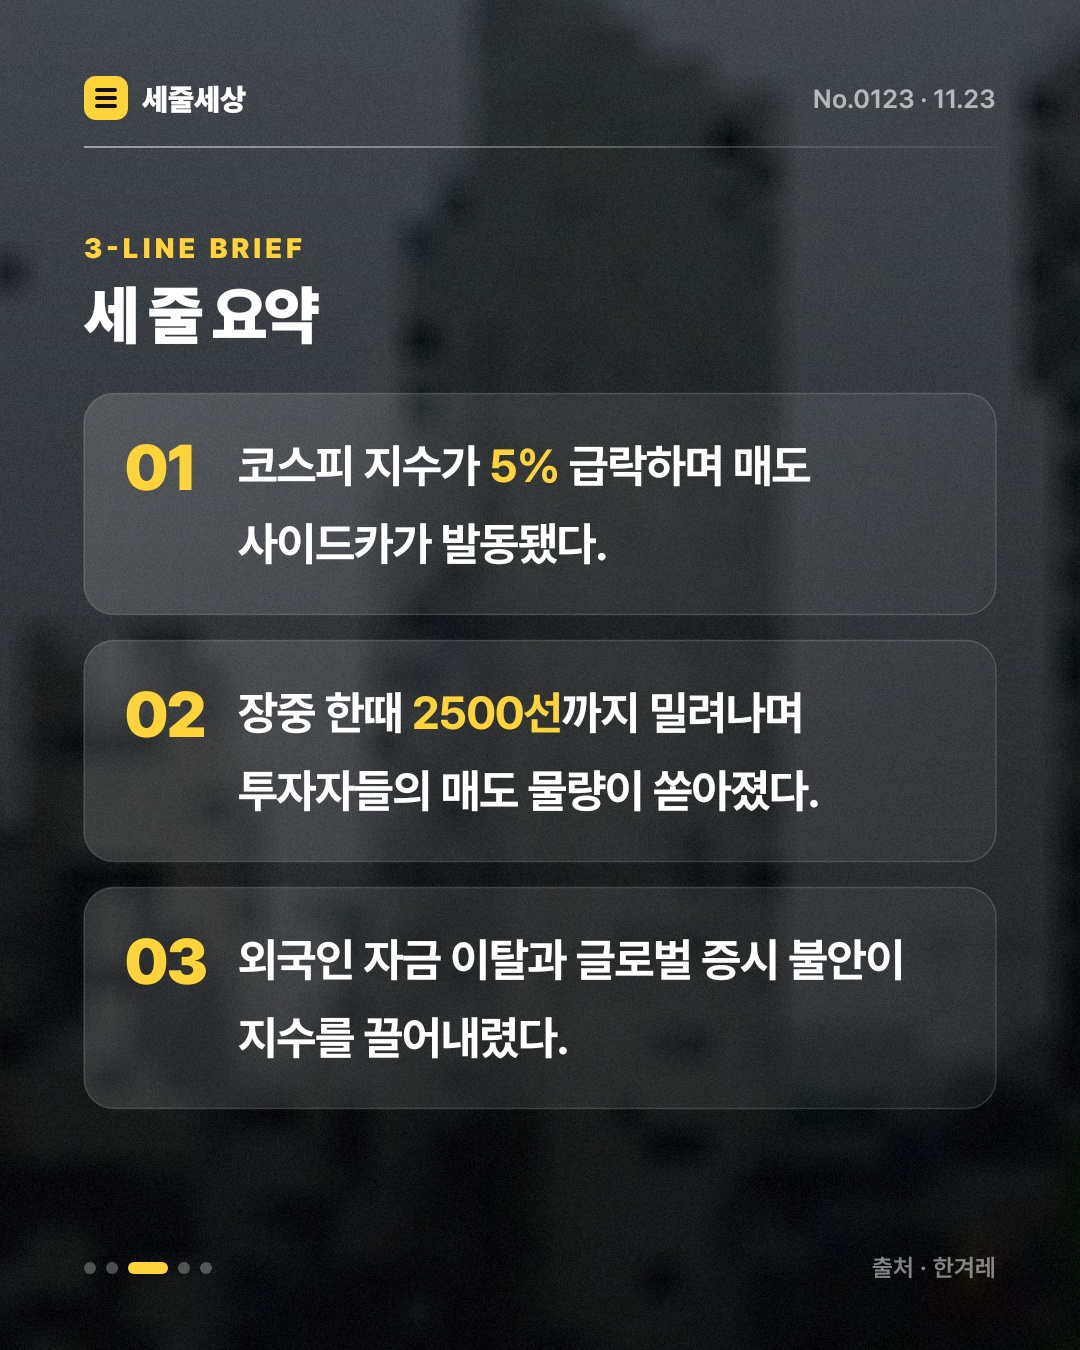 세줄세상
No.0123 · 11.23
3-LINE BRIEF
세 줄 요약
01
코스피 지수가 5% 급락하며 매도
사이드카가 발동됐다.
02
장중 한때 2500선까지 밀려나며
투자자들의 매도 물량이 쏟아졌다.
03
외국인 자금 이탈과 글로벌 증시 불안이
지수를 끌어내렸다.
출처 · 한겨레